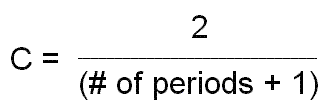 C = 2
(# of periods + 1)